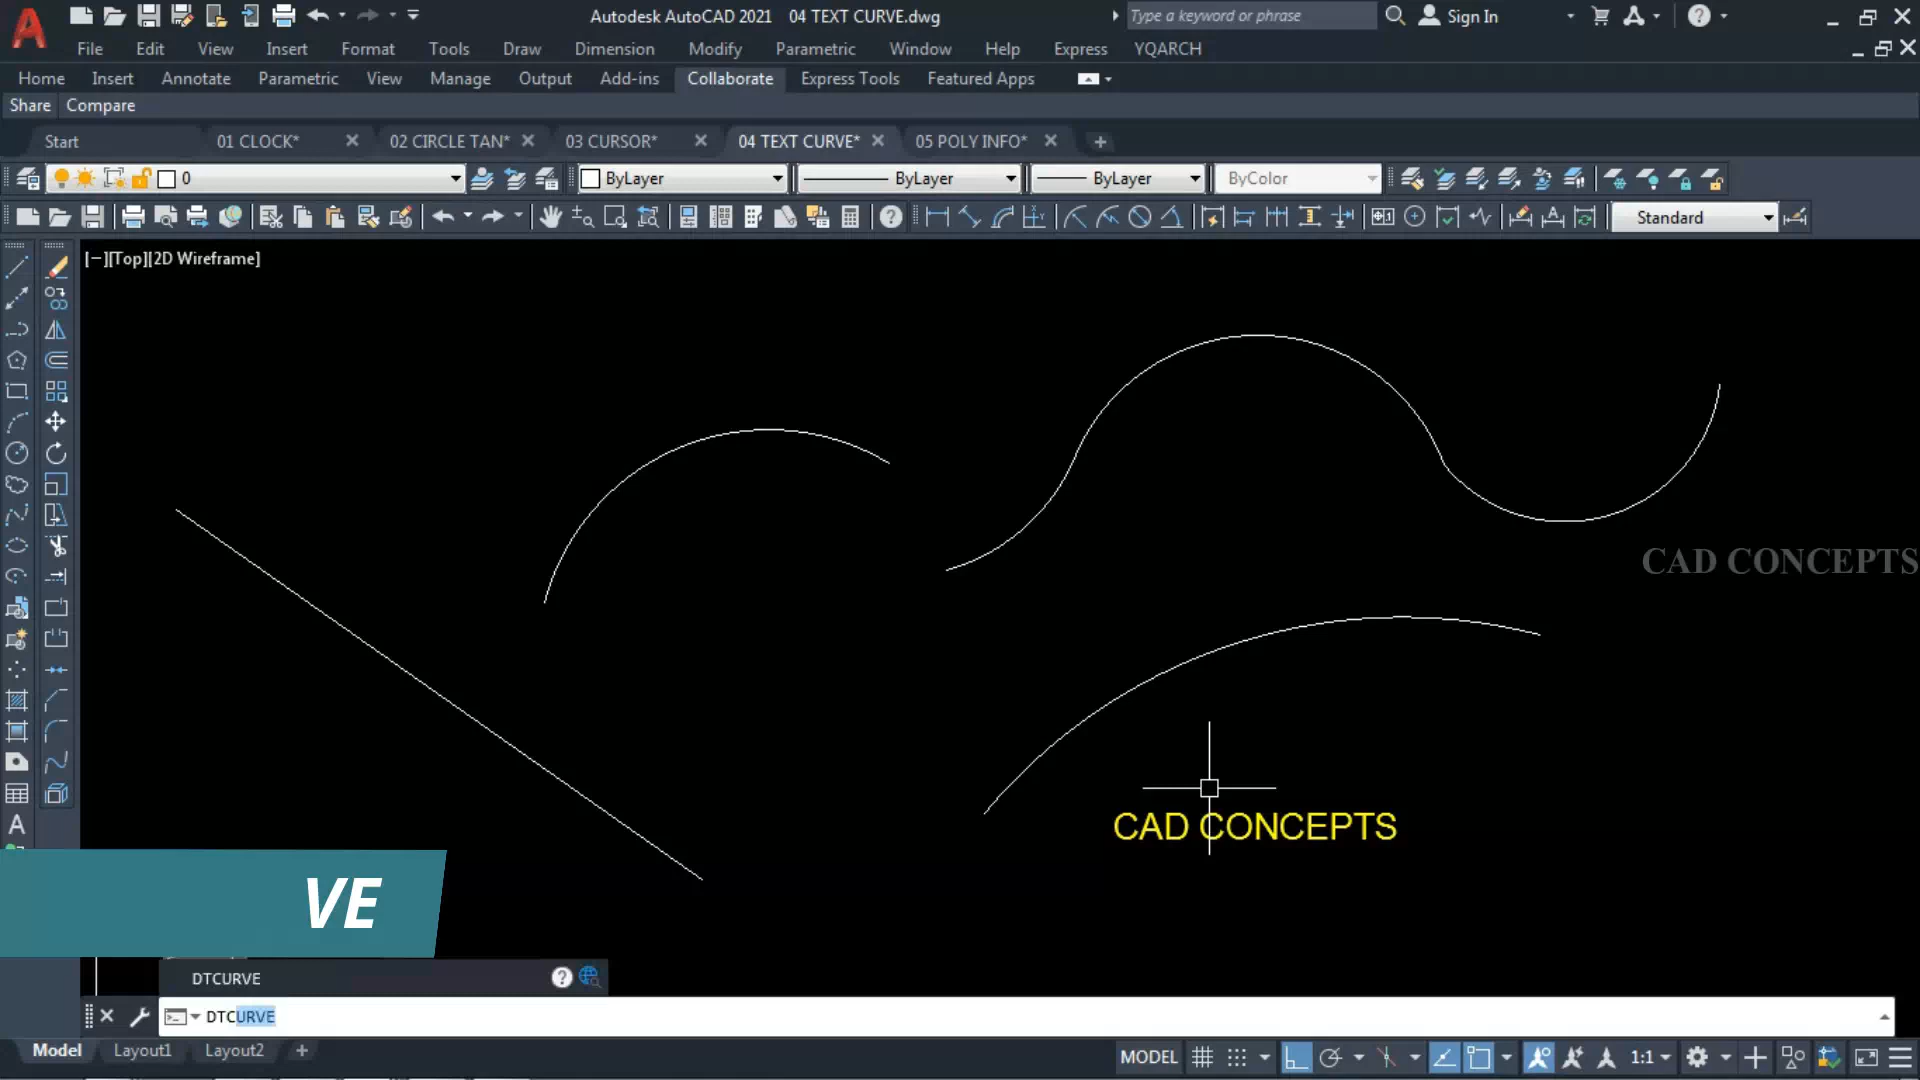 Autodesk AutoCAD 2021 04 TEXT CURVE.dwg
Type a keyword or phrase
Sign In
File Edit View Insert Format Tools Draw Dimension Modify Parametric Window Help Express YQARCH
Home Insert Annotate Parametric View Manage Output Add-ins Collaborate Express Tools Featured Apps
Share Compare
Start 01 CLOCK* 02 CIRCLE TAN* 03 CURSOR* 04 TEXT CURVE* 05 POLY INFO*
0 ByLayer ByLayer ByLayer ByColor
Standard
[−][Top][2D Wireframe]
CAD CONCEPTS
CAD CONCEPTS
VE
DTCURVE
DTCURVE
Model Layout1 Layout2 +
MODEL 1:1